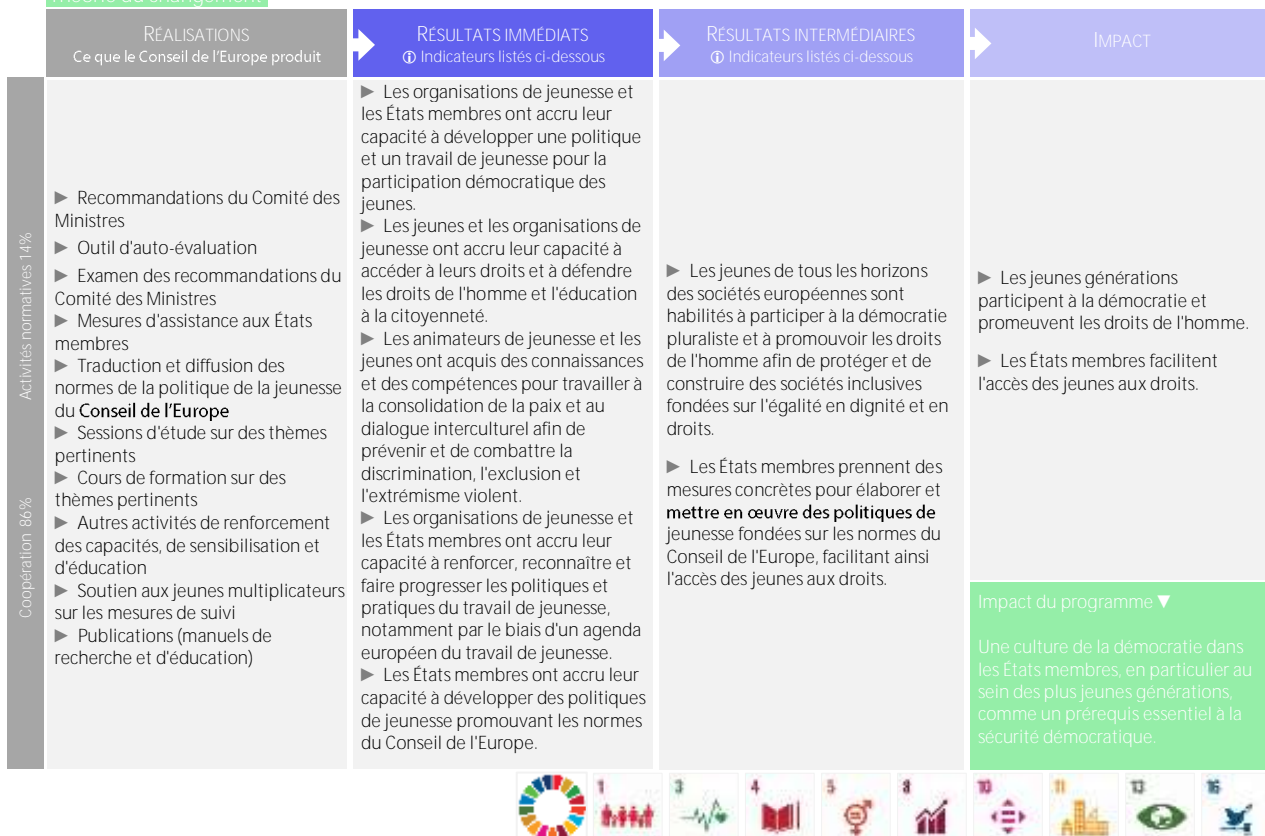 Théorie du changement
RÉALISATIONS
Ce que le Conseil de l'Europe produit
RÉSULTATS IMMÉDIATS
ⓘ Indicateurs listés ci-dessous
RÉSULTATS INTERMÉDIAIRES
ⓘ Indicateurs listés ci-dessous
IMPACT
Activités normatives 14%
Coopération 86%
► Recommandations du Comité des
Ministres
► Outil d'auto-évaluation
► Examen des recommandations du
Comité des Ministres
► Mesures d'assistance aux États
membres
► Traduction et diffusion des
normes de la politique de la jeunesse
du Conseil de l'Europe
► Sessions d'étude sur des thèmes
pertinents
► Cours de formation sur des
thèmes pertinents
► Autres activités de renforcement
des capacités, de sensibilisation et
d'éducation
► Soutien aux jeunes multiplicateurs
sur les mesures de suivi
► Publications (manuels de
recherche et d'éducation)
► Les organisations de jeunesse et
les États membres ont accru leur
capacité à développer une politique
et un travail de jeunesse pour la
participation démocratique des
jeunes.
► Les jeunes et les organisations de
jeunesse ont accru leur capacité à
accéder à leurs droits et à défendre
les droits de l'homme et l'éducation
à la citoyenneté.
► Les animateurs de jeunesse et les
jeunes ont acquis des connaissances
et des compétences pour travailler à
la consolidation de la paix et au
dialogue interculturel afin de
prévenir et de combattre la
discrimination, l'exclusion et
l'extrémisme violent.
► Les organisations de jeunesse et
les États membres ont accru leur
capacité à renforcer, reconnaître et
faire progresser les politiques et
pratiques du travail de jeunesse,
notamment par le biais d'un agenda
européen du travail de jeunesse.
► Les États membres ont accru leur
capacité à développer des politiques
de jeunesse promouvant les normes
du Conseil de l'Europe.
► Les jeunes de tous les horizons
des sociétés européennes sont
habilités à participer à la démocratie
pluraliste et à promouvoir les droits
de l'homme afin de protéger et de
construire des sociétés inclusives
fondées sur l'égalité en dignité et en
droits.
► Les États membres prennent des
mesures concrètes pour élaborer et
mettre en œuvre des politiques de
jeunesse fondées sur les normes du
Conseil de l'Europe, facilitant ainsi
l'accès des jeunes aux droits.
► Les jeunes générations
participent à la démocratie et
promeuvent les droits de l'homme.
► Les États membres facilitent
l'accès des jeunes aux droits.
Impact du programme ▼
Une culture de la démocratie dans
les États membres, en particulier au
sein des plus jeunes générations,
comme un prérequis essentiel à la
sécurité démocratique.
1 3 4 5 8 10 11 13 16